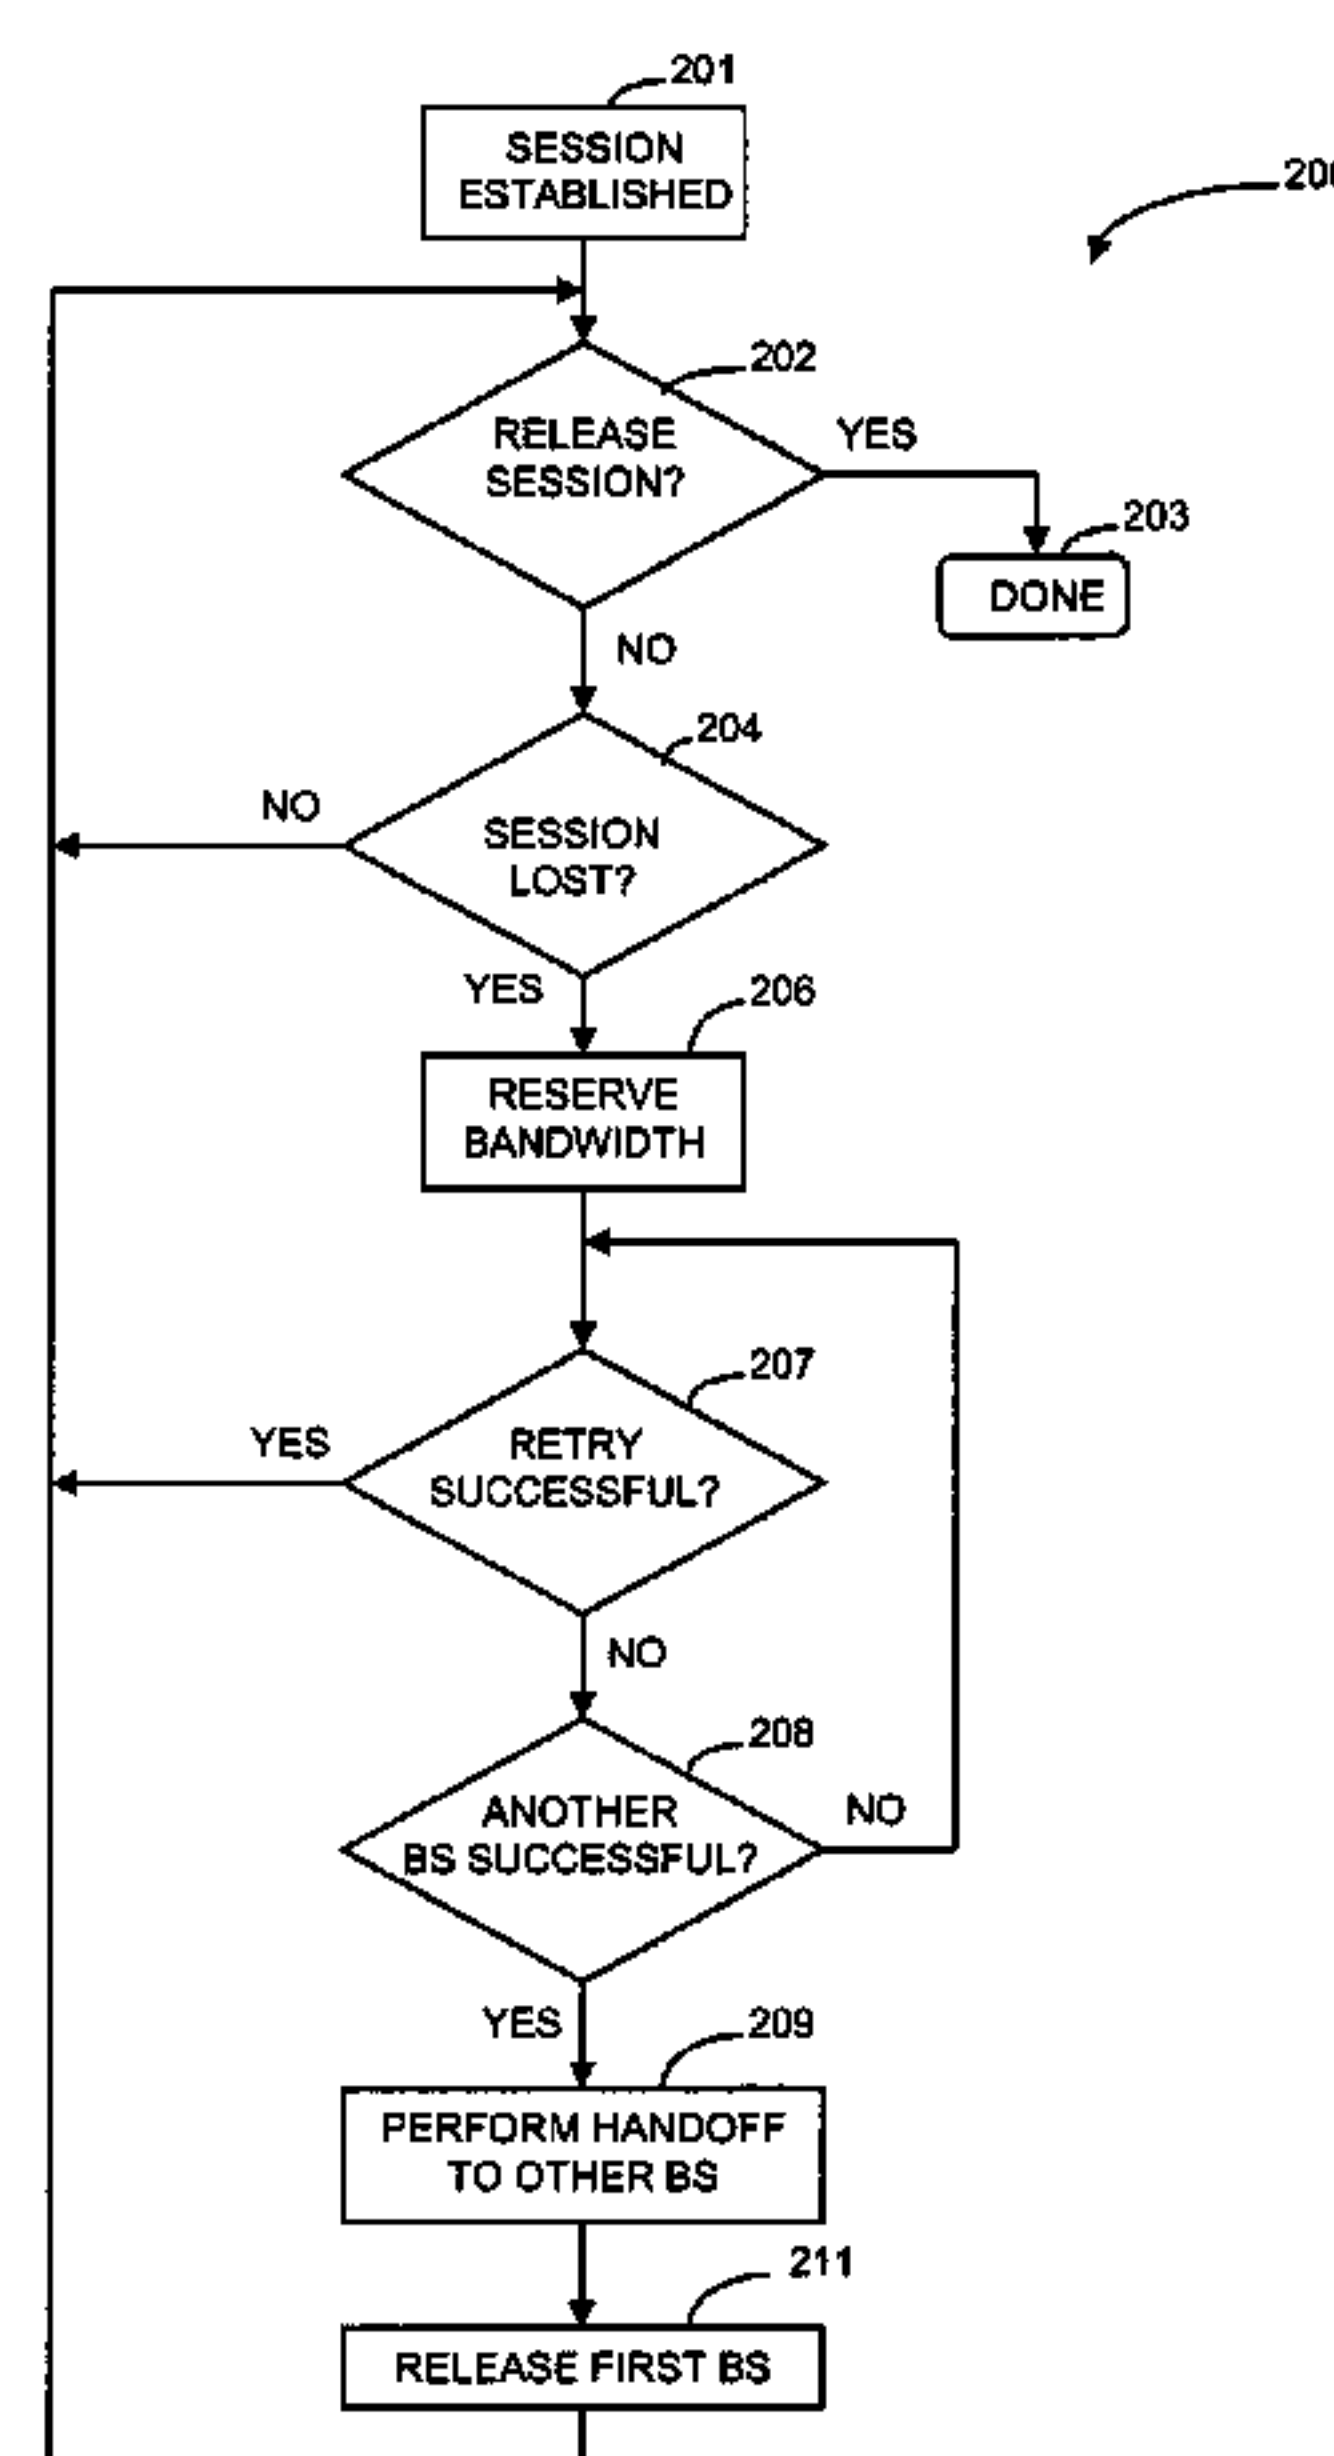 201
SESSION
ESTABLISHED
200
202
RELEASE
SESSION?
YES
203
DONE
NO
204
NO
SESSION
LOST?
YES
206
RESERVE
BANDWIDTH
207
YES
RETRY
SUCCESSFUL?
NO
208
ANOTHER
BS SUCCESSFUL?
NO
YES
209
PERFORM HANDOFF
TO OTHER BS
211
RELEASE FIRST BS